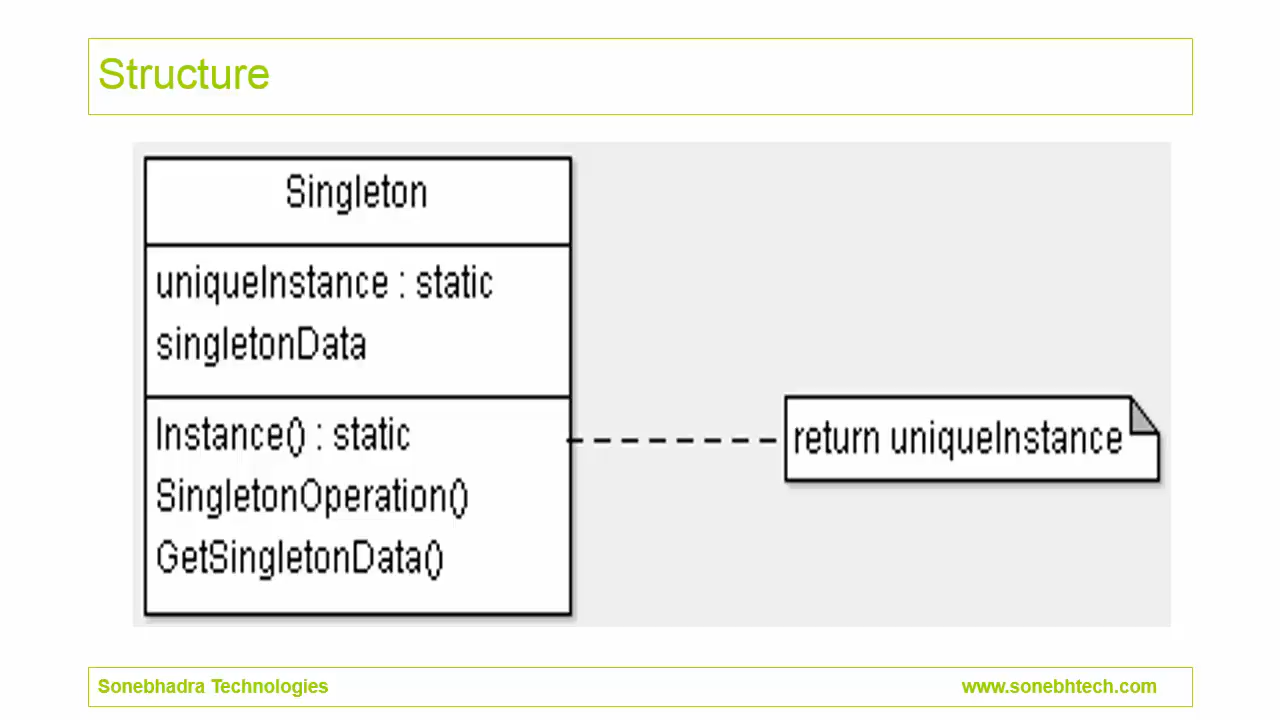 Structure
Singleton
uniqueInstance : static
singletonData
Instance() : static
return uniqueInstance
SingletonOperation()
GetSingletonData()
Sonebhadra Technologies
www.sonebhtech.com